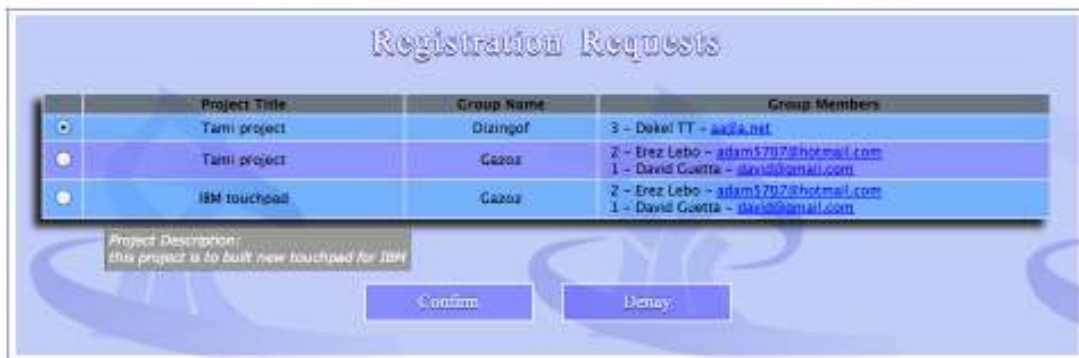 Registration Requests
Project Title Group Name Group Members
Tami project Dizingof 3 - Dekel TT - aa@a.net
Tami project Gazoz 2 - Erez Lebo - adam5707@hotmail.com
1 - David Guetta - david@gmail.com
IBM touchpad Gazoz 2 - Erez Lebo - adam5707@hotmail.com
1 - David Guetta - david@gmail.com
Project Description:
this project is to built new touchpad for IBM
Confirm Denay